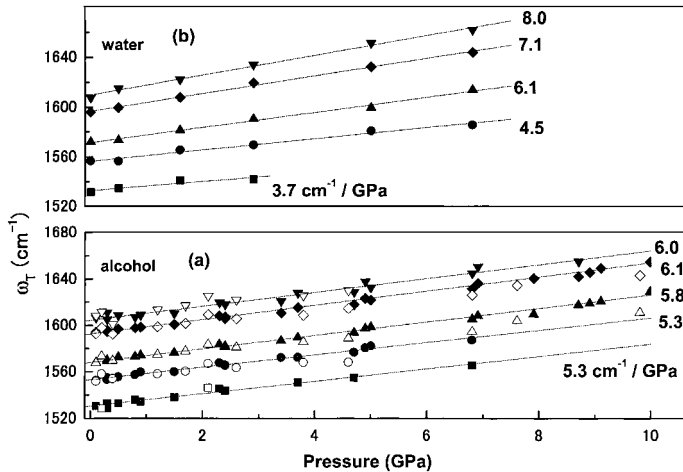 1640
1600
1560
1520
water
(b)
8.0
7.1
6.1
4.5
3.7 cm⁻¹ / GPa
ω_T (cm⁻¹)
1680
1640
1600
1560
1520
alcohol
(a)
6.0
6.1
5.8
5.3
5.3 cm⁻¹ / GPa
0 2 4 6 8 10
Pressure (GPa)